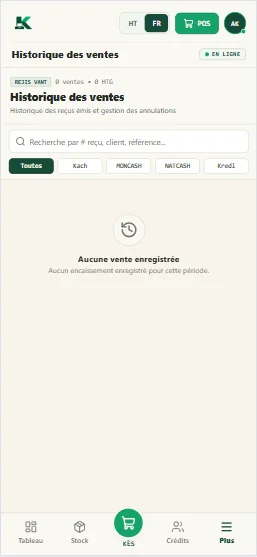 HT
FR
POS
AK
Historique des ventes
EN LIGNE
REJIS VANT
0 ventes • 0 HTG
Historique des ventes
Historique des reçus émis et gestion des annulations
Recherche par # reçu, client, référence...
Toutes
Kach
MONCASH
NATCASH
Kredi
Aucune vente enregistrée
Aucun encaissement enregistré pour cette période.
Tableau
Stock
KÈS
Crédits
Plus